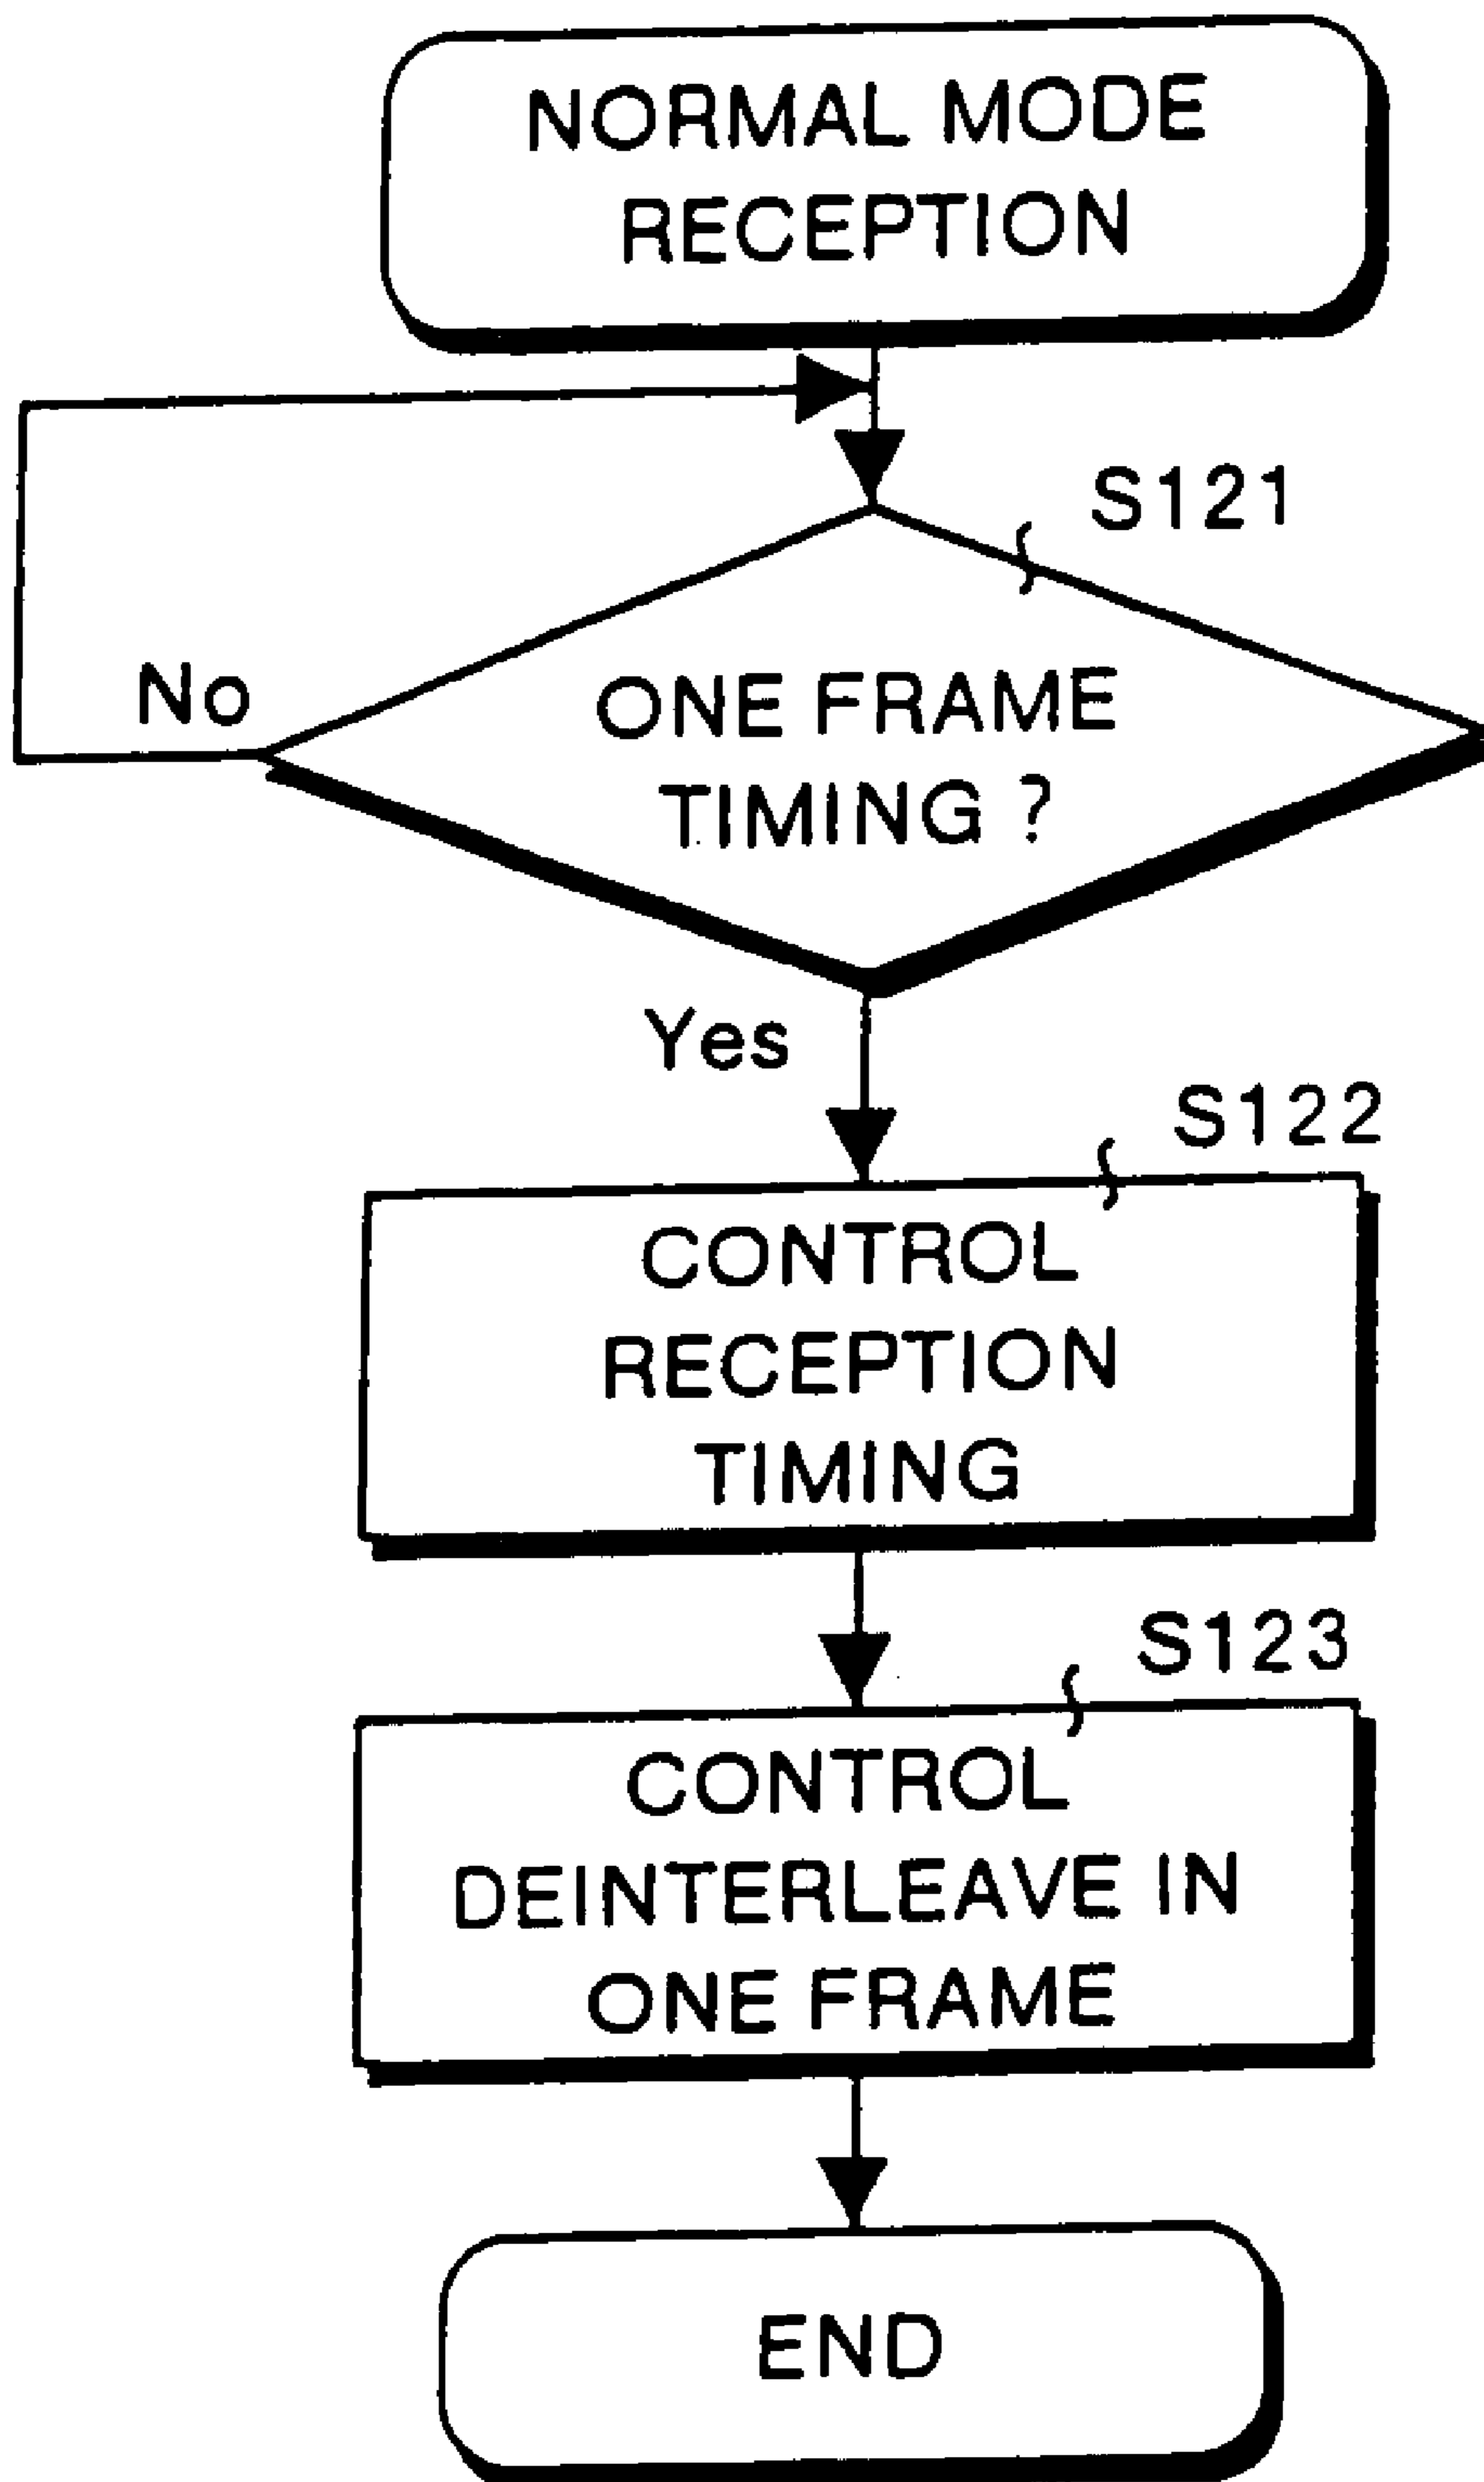 NORMAL MODE
RECEPTION
S121
No
ONE FRAME
TIMING ?
Yes
S122
CONTROL
RECEPTION
TIMING
S123
CONTROL
DEINTERLEAVE IN
ONE FRAME
END